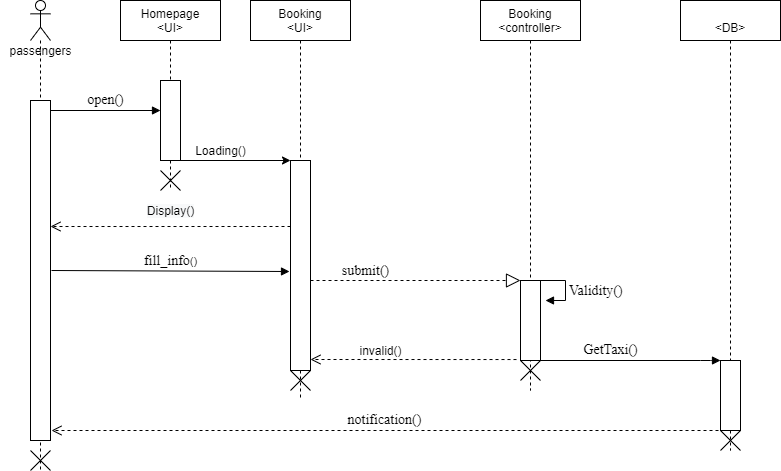 passengers
Homepage
<UI>
Booking
<UI>
Booking
<controller>
<DB>
open()
Loading()
Display()
fill_info()
submit()
Validity()
invalid()
GetTaxi()
notification()